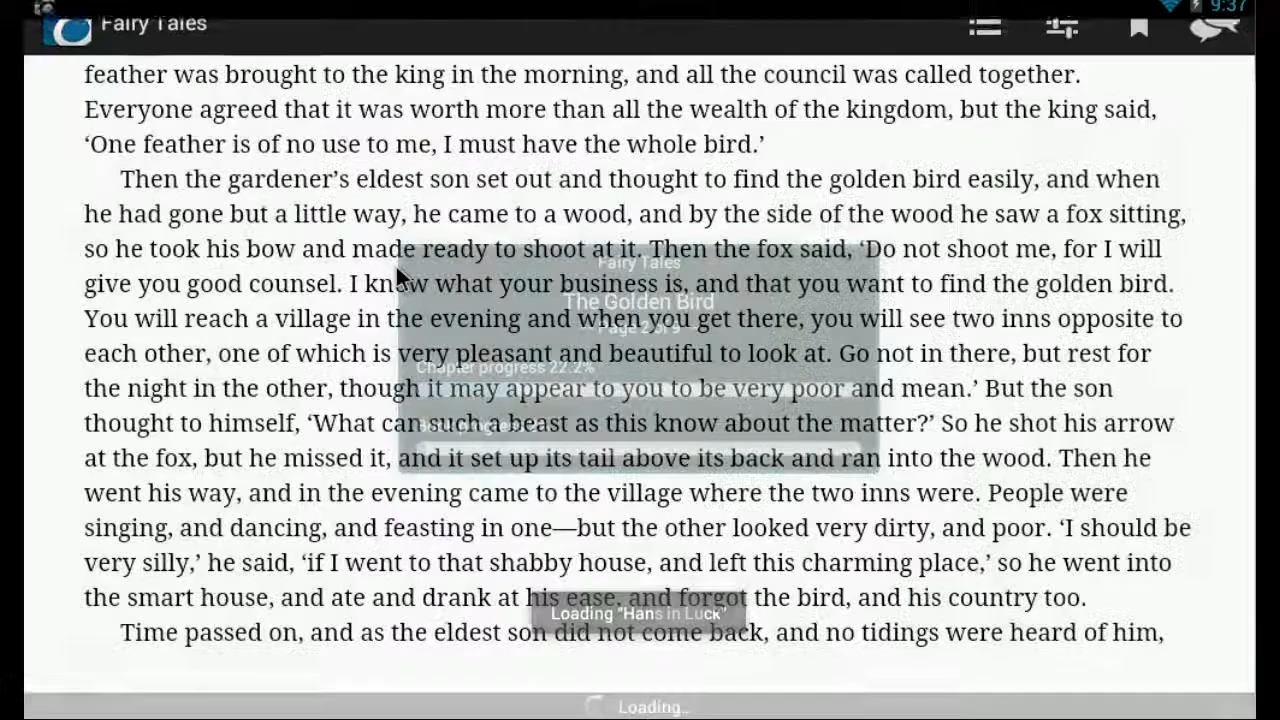 9:37
Fairy Tales
feather was brought to the king in the morning, and all the council was called together.
Everyone agreed that it was worth more than all the wealth of the kingdom, but the king said,
‘One feather is of no use to me, I must have the whole bird.’
Then the gardener’s eldest son set out and thought to find the golden bird easily, and when
he had gone but a little way, he came to a wood, and by the side of the wood he saw a fox sitting,
so he took his bow and made ready to shoot at it. Then the fox said, ‘Do not shoot me, for I will
Fairy Tales
give you good counsel. I know what your business is, and that you want to find the golden bird.
The Golden Bird
You will reach a village in the evening and when you get there, you will see two inns opposite to
Page 2 of 9
each other, one of which is very pleasant and beautiful to look at. Go not in there, but rest for
Chapter progress 22.2%
the night in the other, though it may appear to you to be very poor and mean.’ But the son
thought to himself, ‘What can such a beast as this know about the matter?’ So he shot his arrow
at the fox, but he missed it, and it set up its tail above its back and ran into the wood. Then he
went his way, and in the evening came to the village where the two inns were. People were
singing, and dancing, and feasting in one—but the other looked very dirty, and poor. ‘I should be
very silly,’ he said, ‘if I went to that shabby house, and left this charming place,’ so he went into
the smart house, and ate and drank at his ease, and forgot the bird, and his country too.
Loading "Hans in Luck"
Time passed on, and as the eldest son did not come back, and no tidings were heard of him,
Loading...